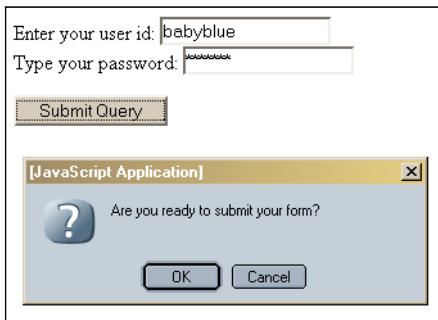 Enter your user id: babyblue
Type your password: *******
Submit Query
[JavaScript Application]
Are you ready to submit your form?
OK Cancel